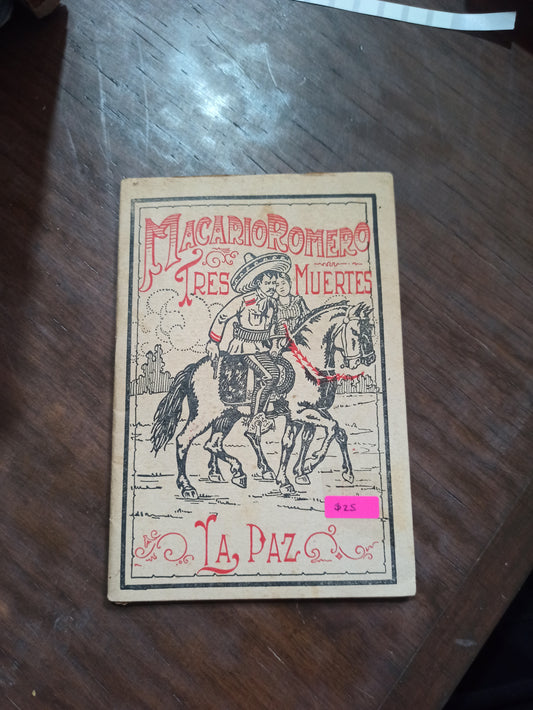 MACARIO ROMERO
TRES MUERTES
$25
LA PAZ